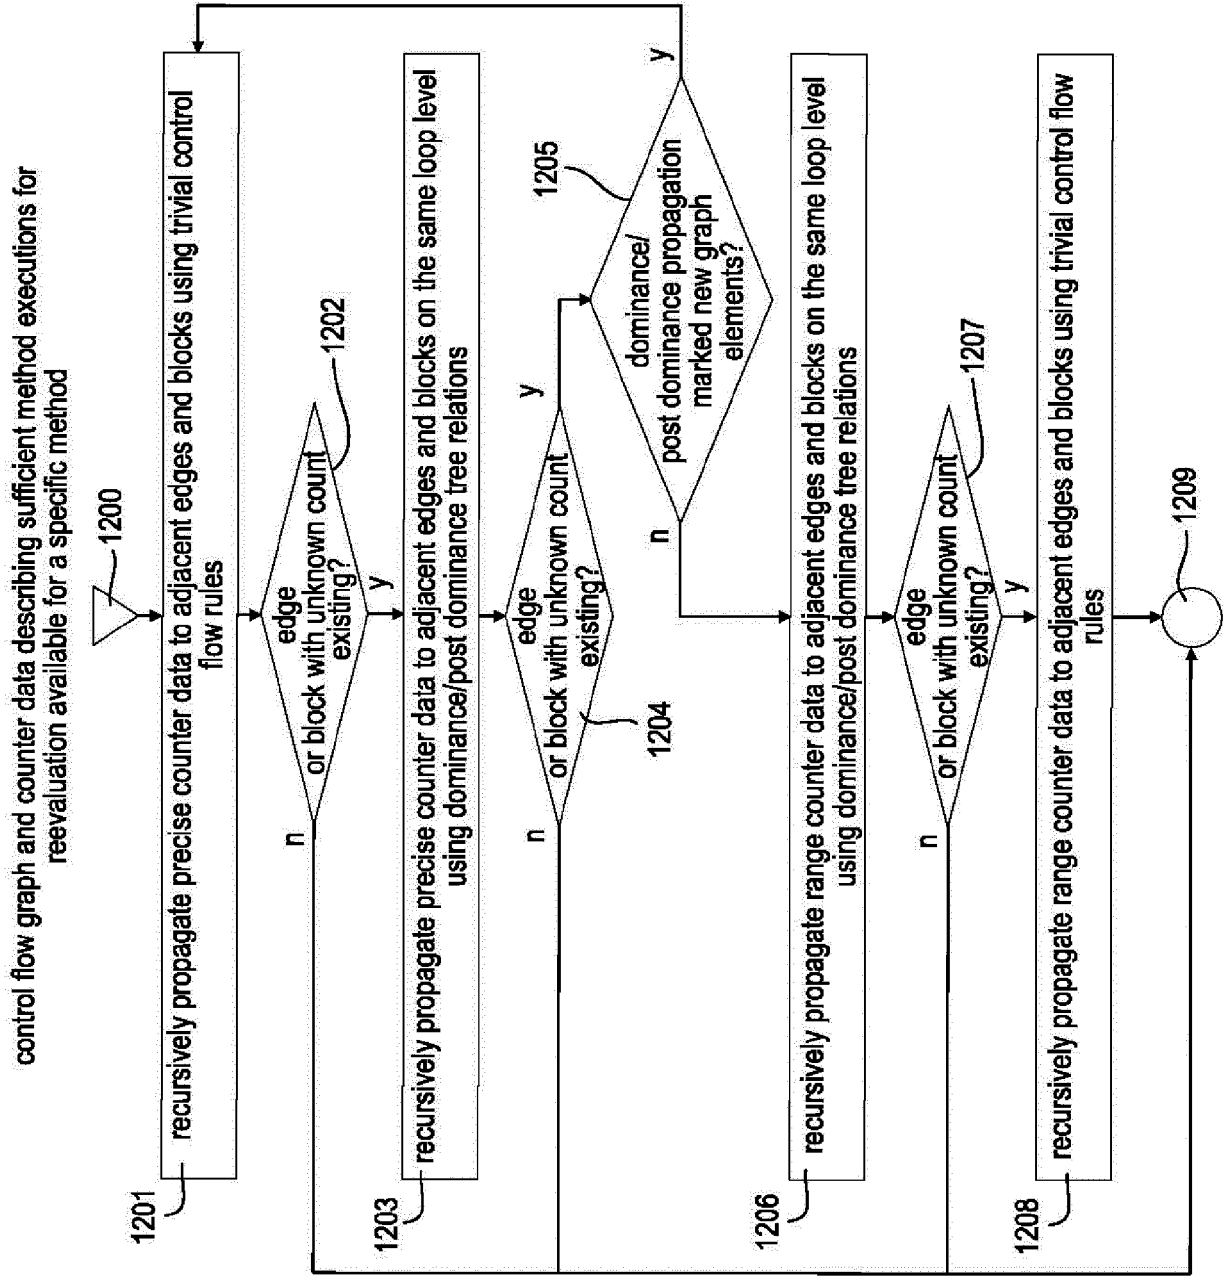 control flow graph and counter data describing sufficient method executions for
reevaluation available for a specific method
1200
1201
recursively propagate precise counter data to adjacent edges and blocks using trivial control
flow rules
1202
edge
or block with unknown count
existing?
n
y
1203
recursively propagate precise counter data to adjacent edges and blocks on the same loop level
using dominance/post dominance tree relations
edge
or block with unknown count
existing?
1204
n
y
1205
dominance/
post dominance propagation
marked new graph
elements?
n
y
1206
recursively propagate range counter data to adjacent edges and blocks on the same loop level
using dominance/post dominance tree relations
1207
edge
or block with unknown count
existing?
n
y
1208
recursively propagate range counter data to adjacent edges and blocks using trivial control flow
rules
1209